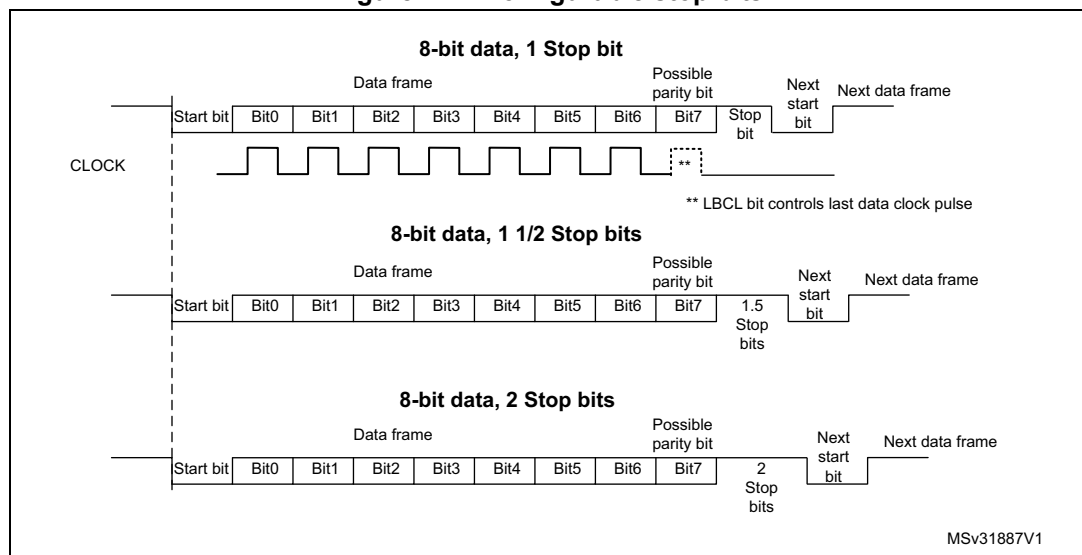 8-bit data, 1 Stop bit
Data frame
Possible
parity bit
Next
start
bit
Next data frame
Start bit Bit0 Bit1 Bit2 Bit3 Bit4 Bit5 Bit6 Bit7 Stop
bit
CLOCK
**
** LBCL bit controls last data clock pulse
8-bit data, 1 1/2 Stop bits
Data frame
Possible
parity bit
Next
start
bit
Next data frame
Start bit Bit0 Bit1 Bit2 Bit3 Bit4 Bit5 Bit6 Bit7 1.5
Stop
bits
8-bit data, 2 Stop bits
Data frame
Possible
parity bit
Next
start
bit
Next data frame
Start bit Bit0 Bit1 Bit2 Bit3 Bit4 Bit5 Bit6 Bit7 2
Stop
bits
MSv31887V1